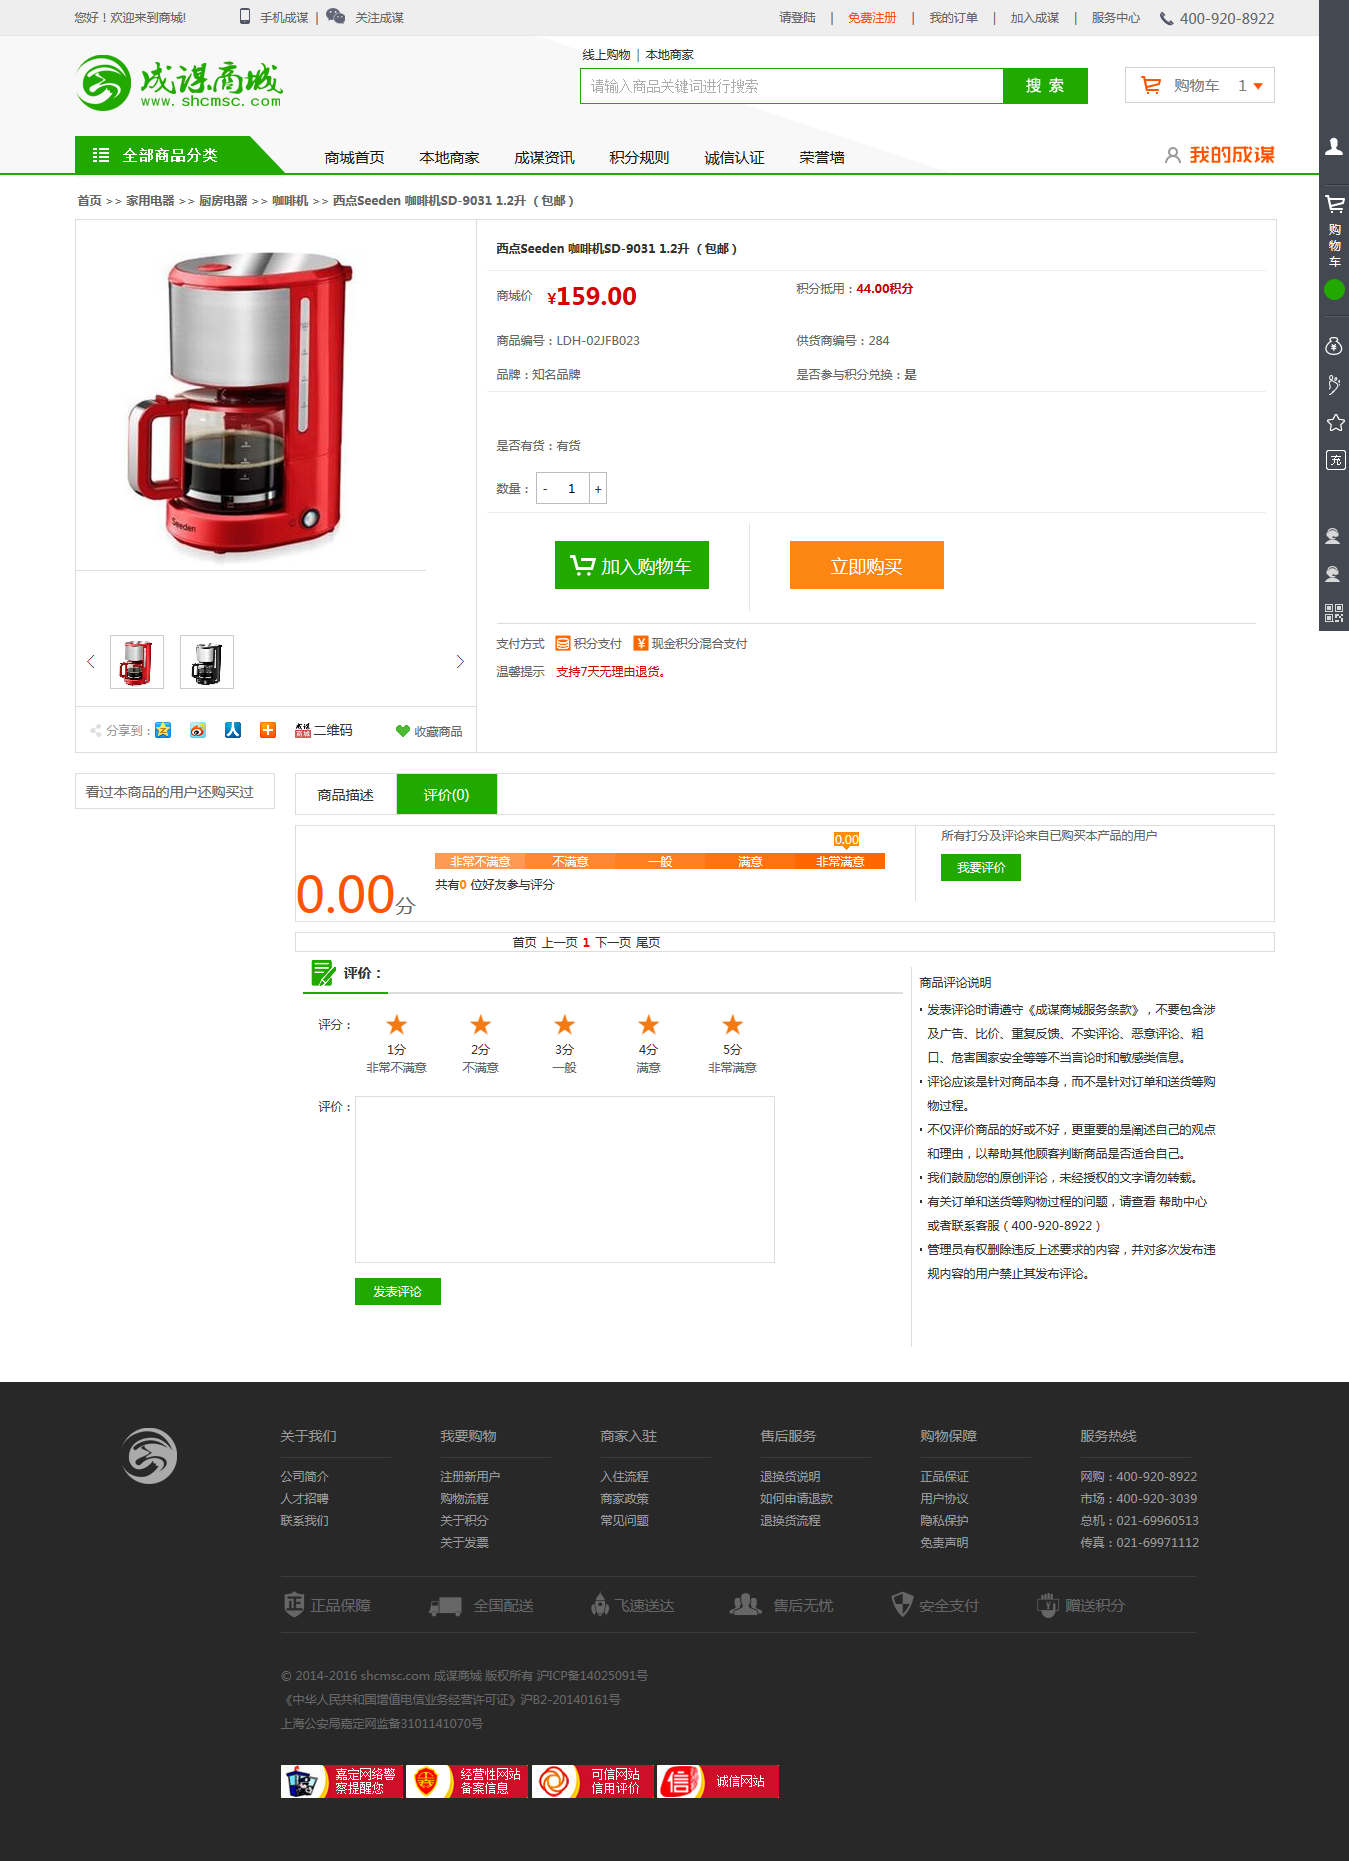 您好！欢迎来到商城!
手机成谋 | 关注成谋
请登陆 | 免费注册 | 我的订单 | 加入成谋 | 服务中心 400-920-8922
线上购物 | 本地商家
成谋商城
www.shcmsc.com
请输入商品关键词进行搜索
搜 索
购物车 1
全部商品分类
商城首页 本地商家 成谋资讯 积分规则 诚信认证 荣誉墙
我的成谋
购物车
充
首页 >> 家用电器 >> 厨房电器 >> 咖啡机 >> 西点Seeden 咖啡机SD-9031 1.2升（包邮）
Seeden
西点Seeden 咖啡机SD-9031 1.2升（包邮）
商城价 ¥159.00
积分抵用：44.00积分
商品编号：LDH-02JFB023
供货商编号：284
品牌：知名品牌
是否参与积分兑换：是
是否有货：有货
数量： - 1 +
加入购物车
立即购买
支付方式 积分支付 现金积分混合支付
温馨提示 支持7天无理由退货。
分享到： 成谋商城 二维码 收藏商品
看过本商品的用户还购买过
商品描述
评价(0)
0.00分
0.00
非常不满意 不满意 一般 满意 非常满意
共有0 位好友参与评分
所有打分及评论来自已购买本产品的用户
我要评价
首页 上一页 1 下一页 尾页
评价：
评分：
1分 2分 3分 4分 5分
非常不满意 不满意 一般 满意 非常满意
评价：
发表评论
商品评论说明
发表评论时请遵守《成谋商城服务条款》，不要包含涉
及广告、比价、重复反馈、不实评论、恶意评论、粗
口、危害国家安全等等不当言论时和敏感类信息。
评论应该是针对商品本身，而不是针对订单和送货等购
物过程。
不仅评价商品的好或不好，更重要的是阐述自己的观点
和理由，以帮助其他顾客判断商品是否适合自己。
我们鼓励您的原创评论，未经授权的文字请勿转载。
有关订单和送货等购物过程的问题，请查看 帮助中心
或者联系客服（400-920-8922）
管理员有权删除违反上述要求的内容，并对多次发布违
规内容的用户禁止其发布评论。
关于我们
公司简介
人才招聘
联系我们
我要购物
注册新用户
购物流程
关于积分
关于发票
商家入驻
入住流程
商家政策
常见问题
售后服务
退换货说明
如何申请退款
退换货流程
购物保障
正品保证
用户协议
隐私保护
免责声明
服务热线
网购：400-920-8922
市场：400-920-3039
总机：021-69960513
传真：021-69971112
正 正品保障 全国配送 飞速送达 售后无忧 安全支付 赠送积分
© 2014-2016 shcmsc.com 成谋商城 版权所有 沪ICP备14025091号
《中华人民共和国增值电信业务经营许可证》沪B2-20140161号
上海公安局嘉定网监备3101141070号
嘉定网络警
察提醒您
经营性网站
备案信息
可信网站
信用评价
信 诚信网站